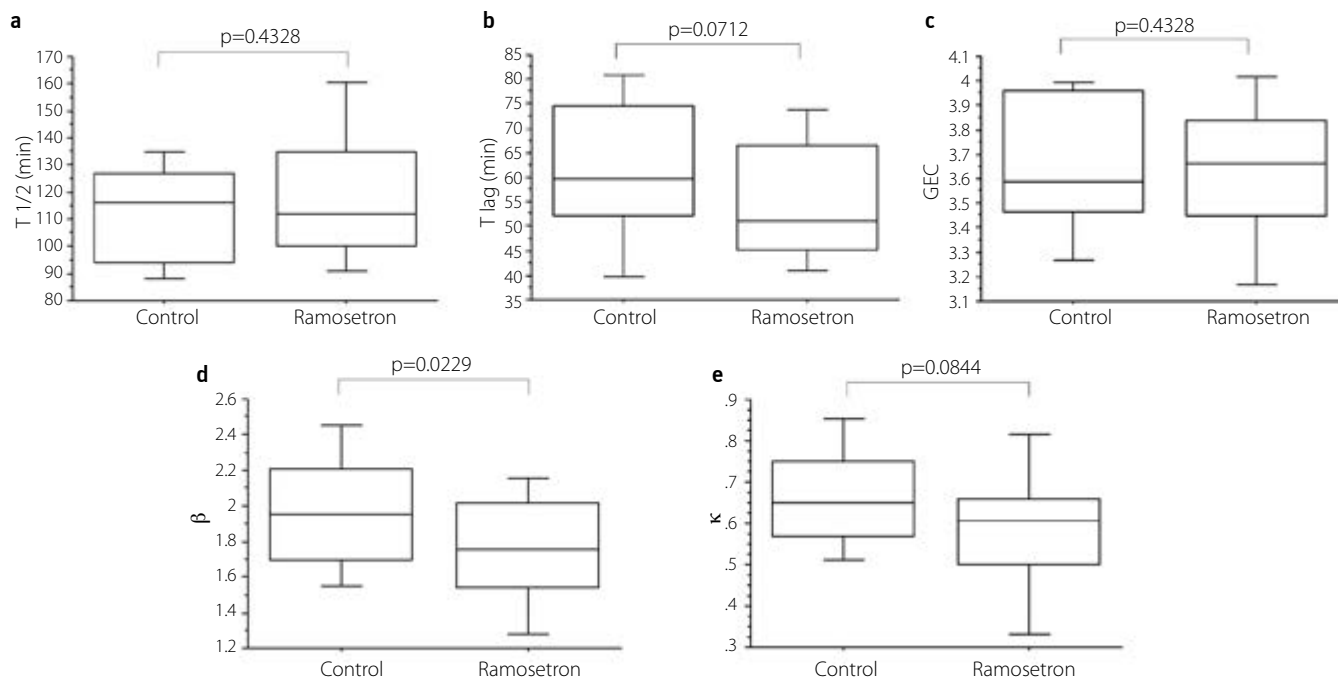 a
p=0.4328
T 1/2 (min)
170
160
150
140
130
120
110
100
90
80
Control Ramosetron
b
p=0.0712
T lag (min)
85
80
75
70
65
60
55
50
45
40
35
Control Ramosetron
c
p=0.4328
GEC
4.1
4
3.9
3.8
3.7
3.6
3.5
3.4
3.3
3.2
3.1
Control Ramosetron
d
p=0.0229
β
2.6
2.4
2.2
2
1.8
1.6
1.4
1.2
Control Ramosetron
e
p=0.0844
κ
.9
.8
.7
.6
.5
.4
.3
Control Ramosetron